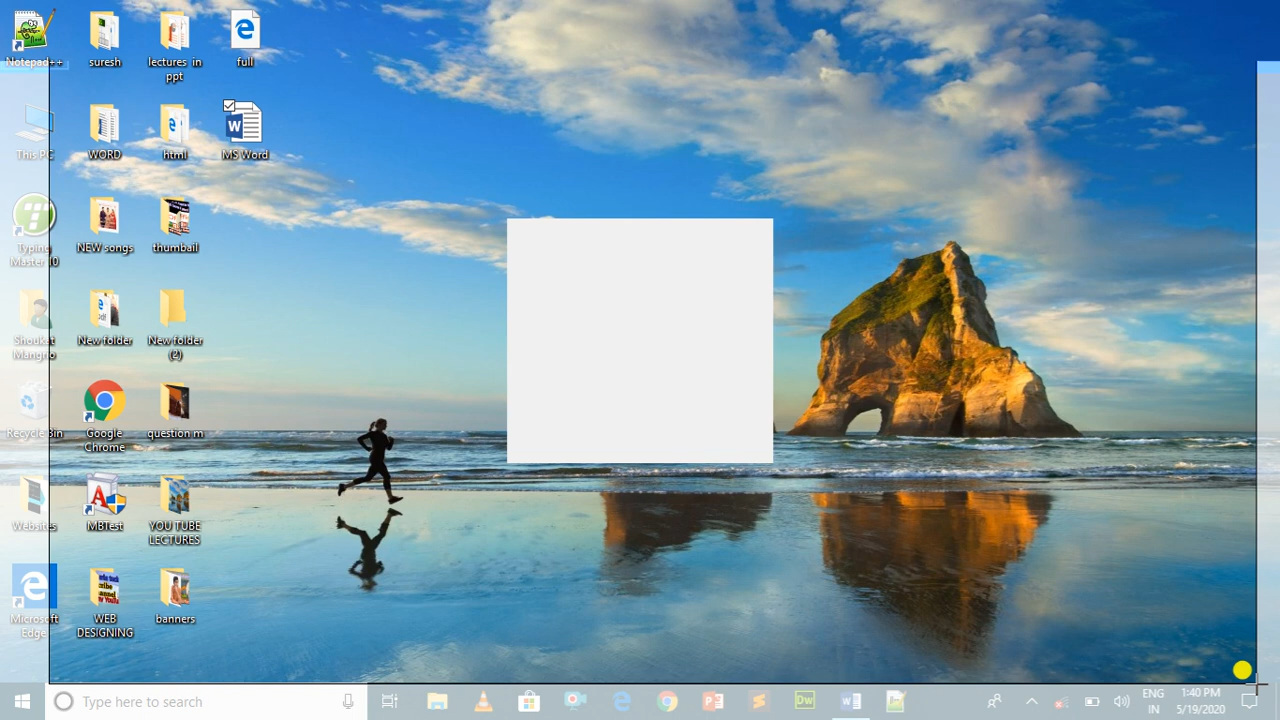 Notepad++
suresh
lectures in
ppt
full
This PC
WORD
html
MS Word
Typing
Master 10
NEW songs
thumbail
Shoukat
Mangrio
New folder
New folder
(2)
Recycle Bin
Google
Chrome
question m
Websites
MBTest
YOU TUBE
LECTURES
Microsoft
Edge
WEB
DESIGNING
banners
Type here to search
ENG
IN
1:40 PM
5/19/2020